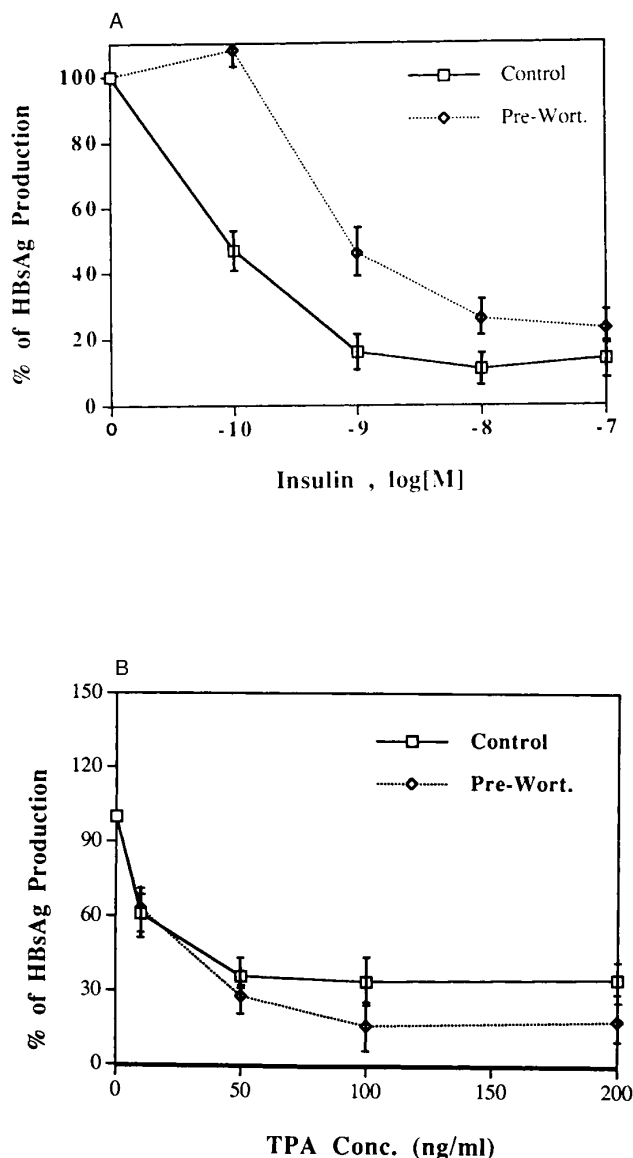 A
% of HBsAg Production
100
80
60
40
20
0
0
-10
-9
-8
-7
Control
Pre-Wort.
Insulin , log[M]
B
% of HBsAg Production
150
120
90
60
30
0
0
50
100
150
200
Control
Pre-Wort.
TPA Conc. (ng/ml)